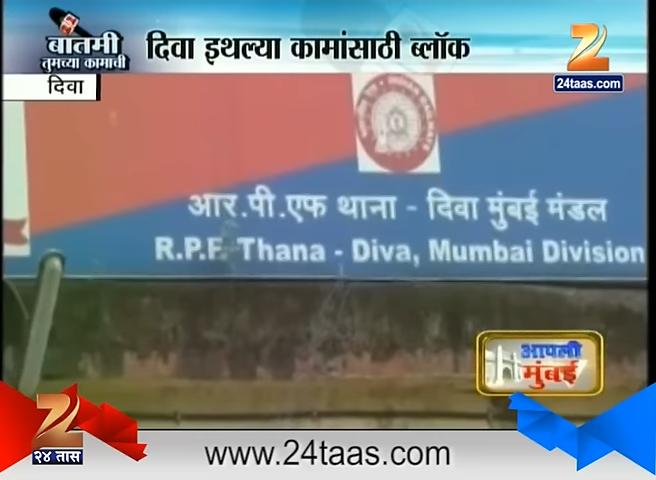 बातमी
तुमच्या कामाची
दिवा इथल्या कामांसाठी ब्लॉक
दिवा
24taas.com
आर.पी.एफ थाना - दिवा मुंबई मंडल
R.P.F. Thana - Diva, Mumbai Division
आपली
मुंबई
२४ तास
www.24taas.com